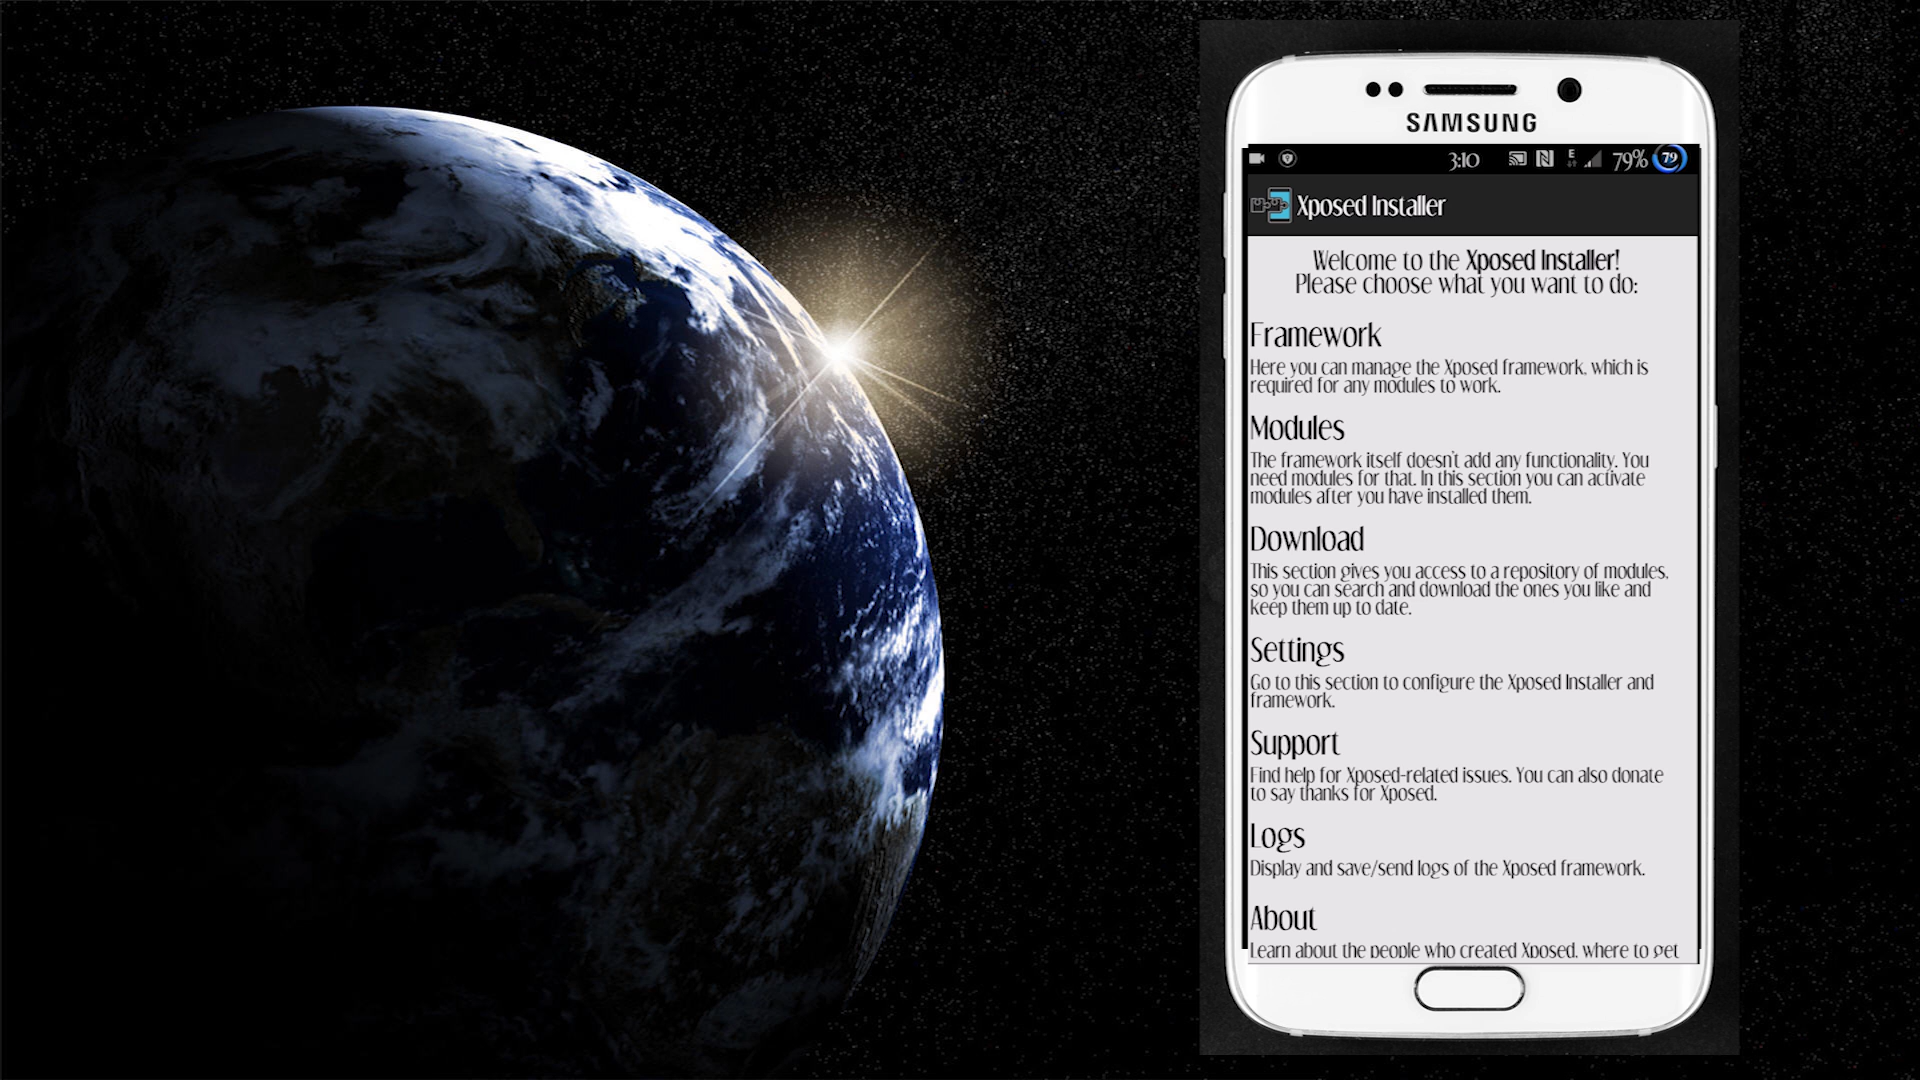 SAMSUNG
3:10 E 79% 79
Xposed Installer
Welcome to the Xposed Installer!
Please choose what you want to do:
Framework
Here you can manage the Xposed framework, which is
required for any modules to work.
Modules
The framework itself doesn't add any functionality. You
need modules for that. In this section you can activate
modules after you have installed them.
Download
This section gives you access to a repository of modules,
so you can search and download the ones you like and
keep them up to date.
Settings
Go to this section to configure the Xposed Installer and
framework.
Support
Find help for Xposed-related issues. You can also donate
to say thanks for Xposed.
Logs
Display and save/send logs of the Xposed framework.
About
Learn about the people who created Xposed, where to get